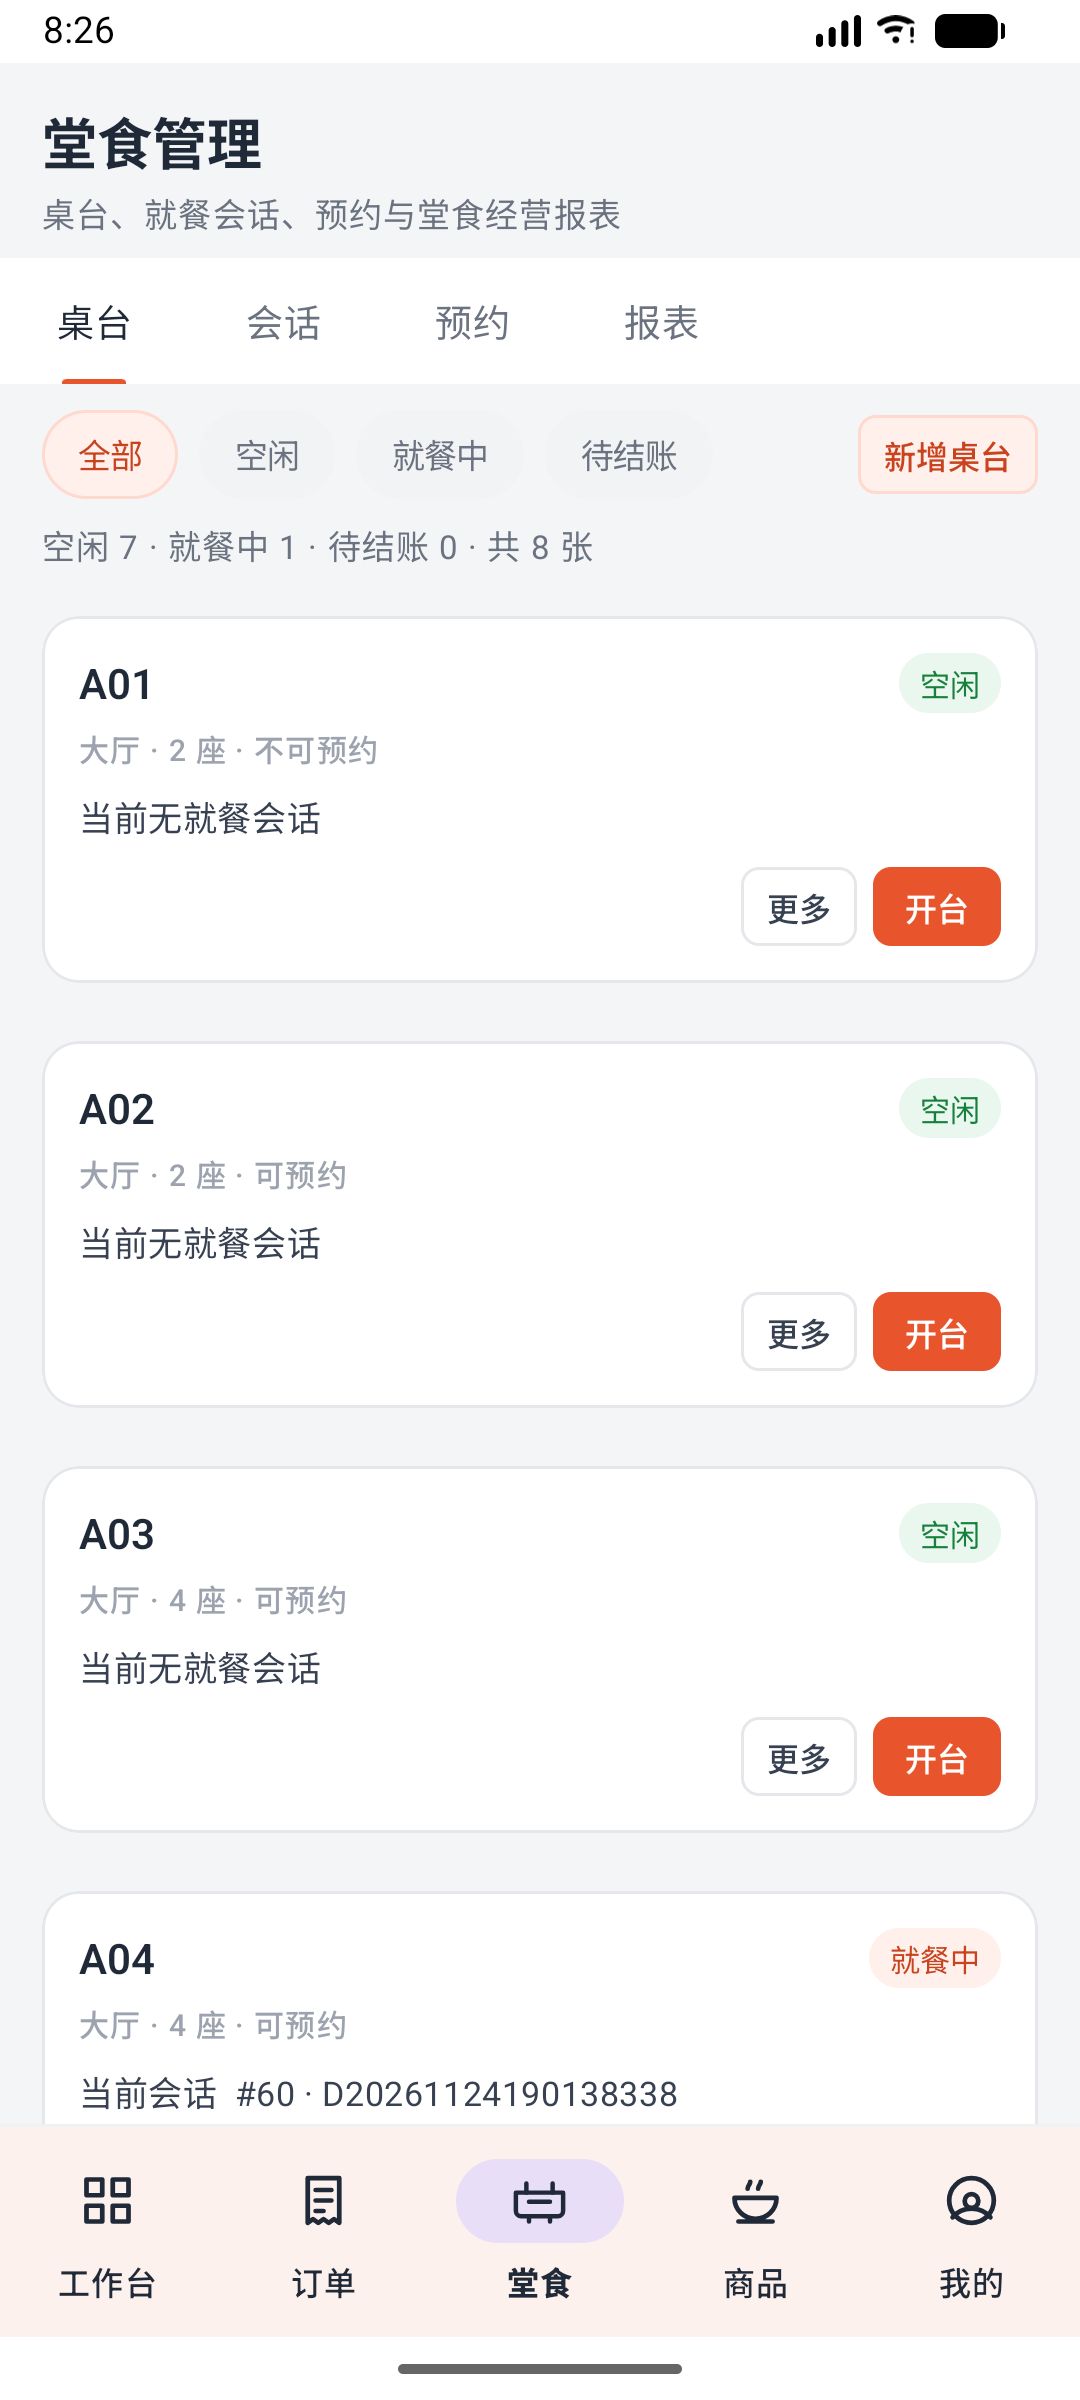 8:26
堂食管理
桌台、就餐会话、预约与堂食经营报表
桌台 会话 预约 报表
全部 空闲 就餐中 待结账 新增桌台
空闲 7 · 就餐中 1 · 待结账 0 · 共 8 张
A01 空闲
大厅 · 2 座 · 不可预约
当前无就餐会话
更多 开台
A02 空闲
大厅 · 2 座 · 可预约
当前无就餐会话
更多 开台
A03 空闲
大厅 · 4 座 · 可预约
当前无就餐会话
更多 开台
A04 就餐中
大厅 · 4 座 · 可预约
当前会话 #60 · D20261124190138338
工作台 订单 堂食 商品 我的